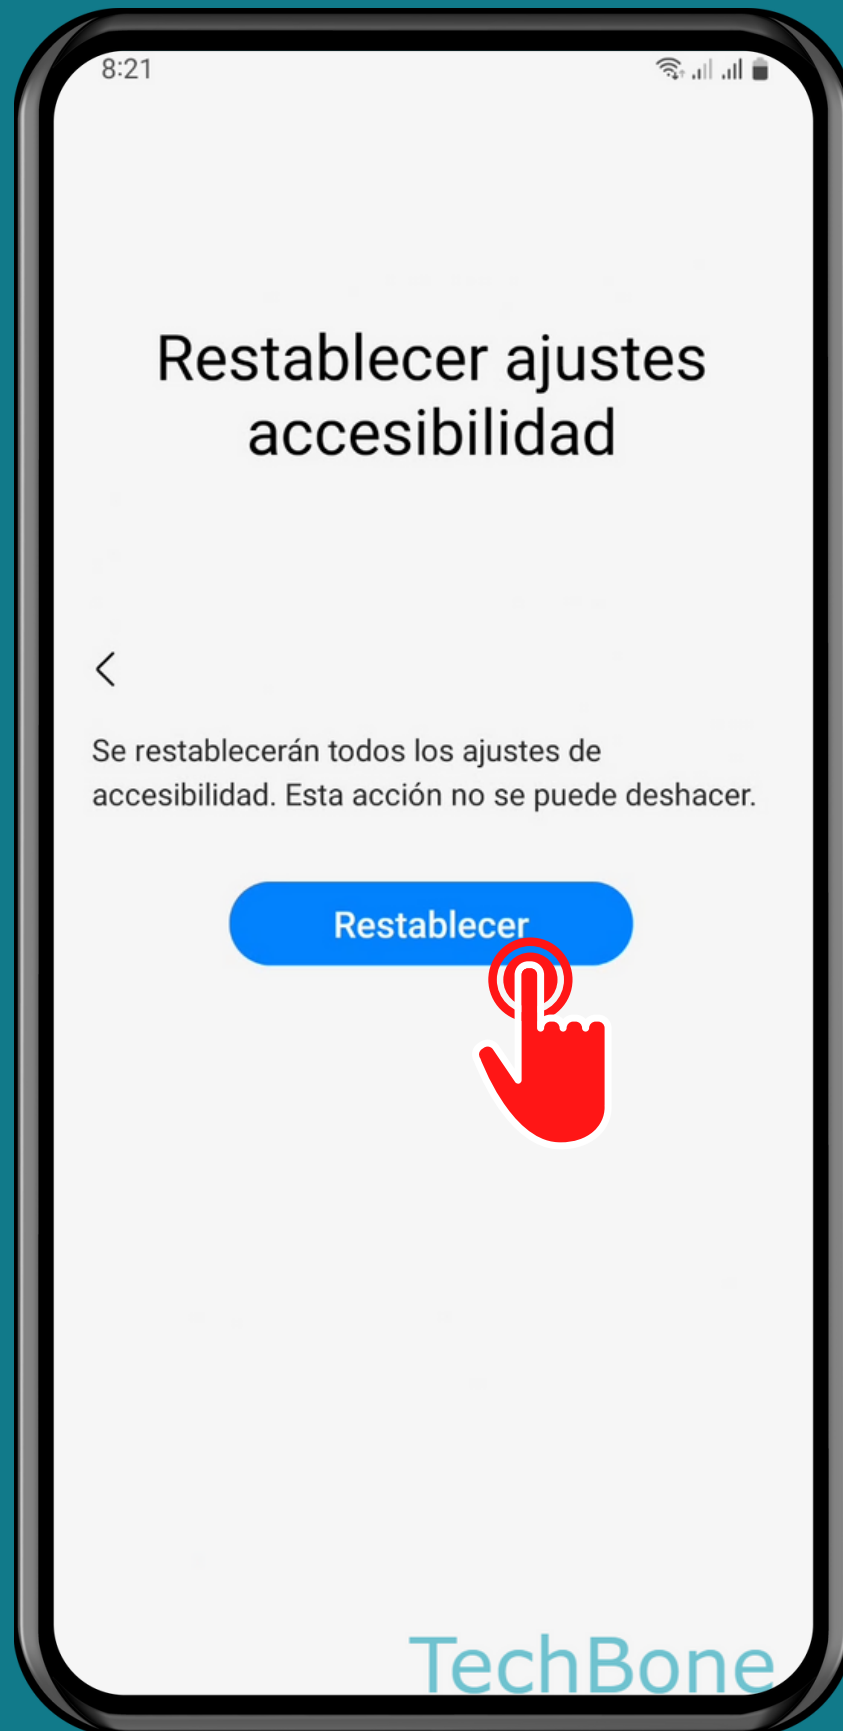 8:21
Restablecer ajustes
accesibilidad
Se restablecerán todos los ajustes de
accesibilidad. Esta acción no se puede deshacer.
Restablecer
TechBone